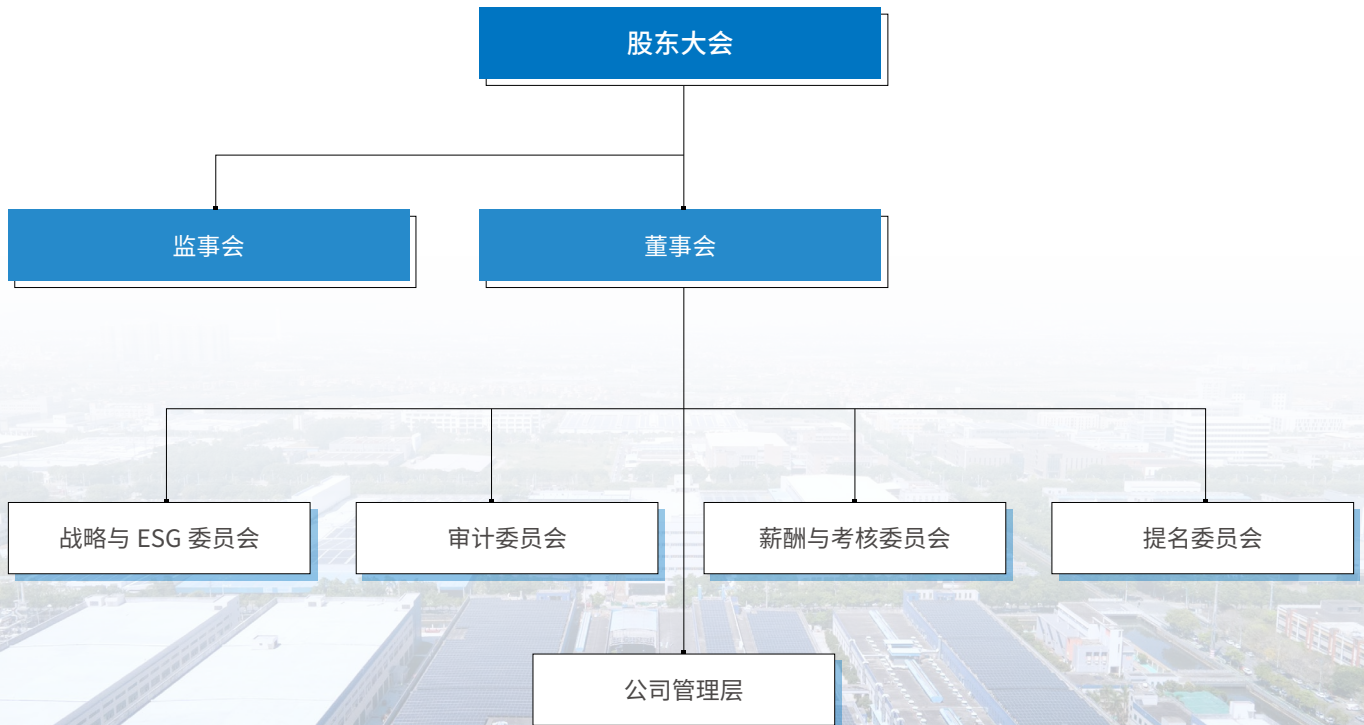 股东大会
监事会
董事会
战略与 ESG 委员会
审计委员会
薪酬与考核委员会
提名委员会
公司管理层